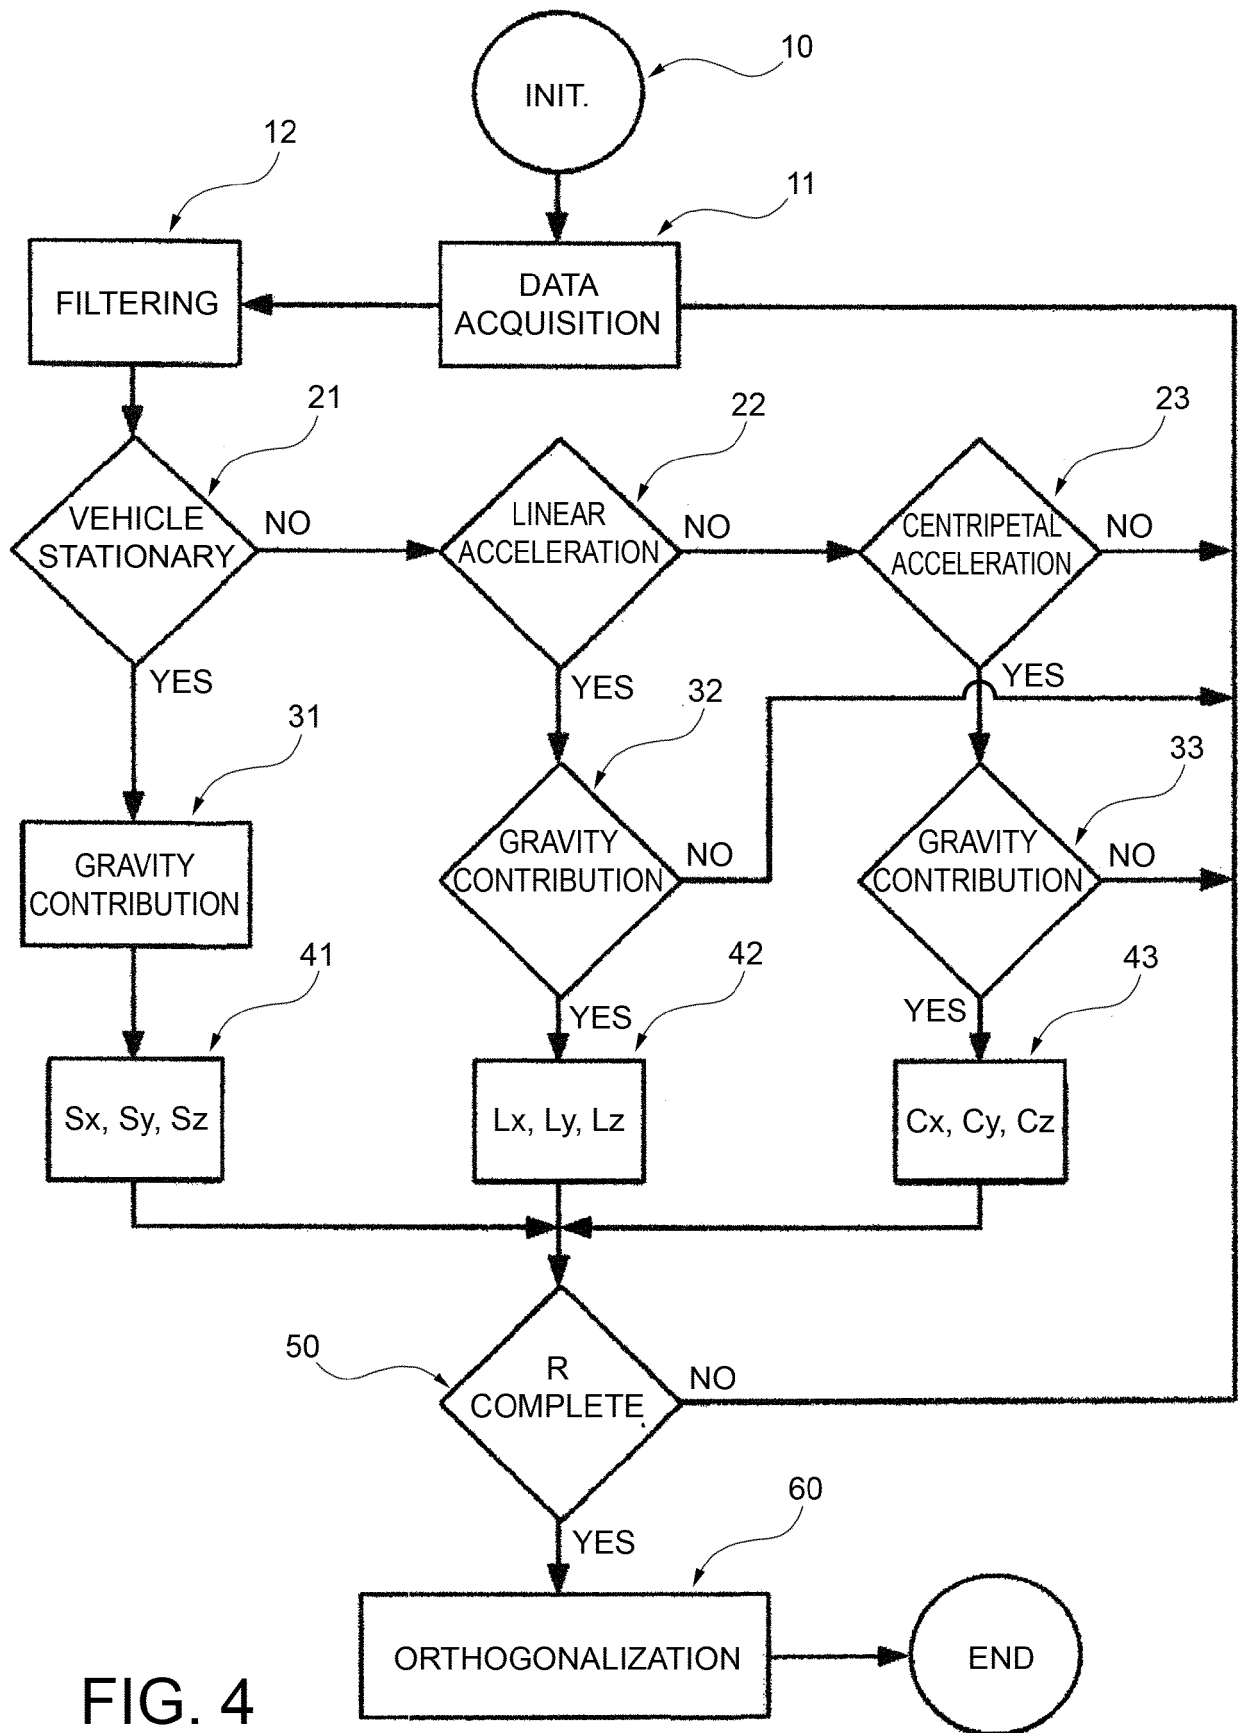 10
INIT.
12
11
FILTERING
DATA
ACQUISITION
21
22
23
VEHICLE
STATIONARY
NO
LINEAR
ACCELERATION
NO
CENTRIPETAL
ACCELERATION
NO
YES
YES
YES
31
32
33
GRAVITY
CONTRIBUTION
GRAVITY
CONTRIBUTION
NO
GRAVITY
CONTRIBUTION
NO
41
42
43
YES
YES
Sx, Sy, Sz
Lx, Ly, Lz
Cx, Cy, Cz
50
R
COMPLETE
NO
60
YES
ORTHOGONALIZATION
END
FIG. 4